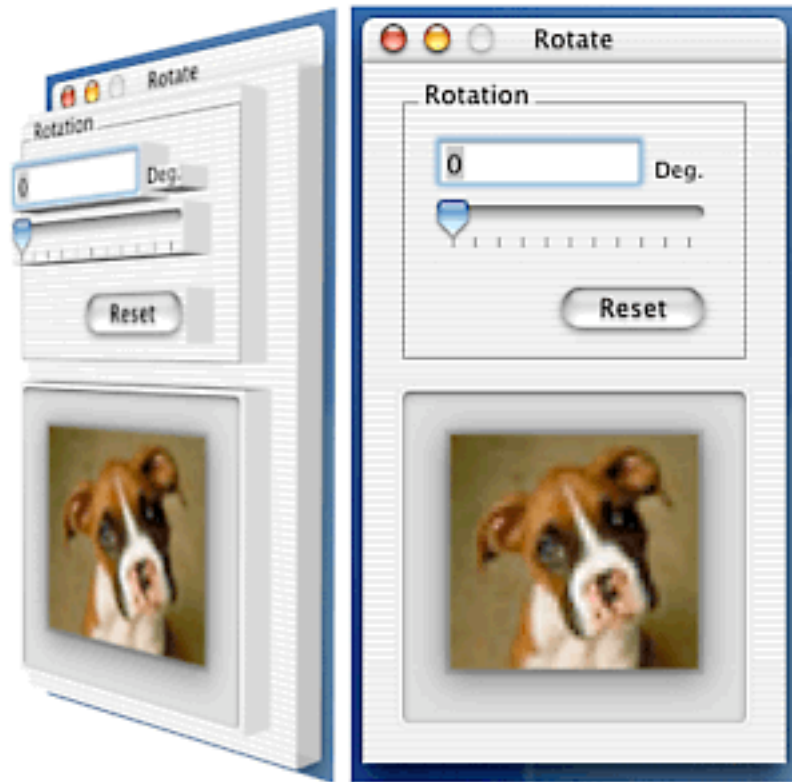 Rotate
Rotation
0
Deg.
Reset
Rotate
Rotation
0
Deg.
Reset